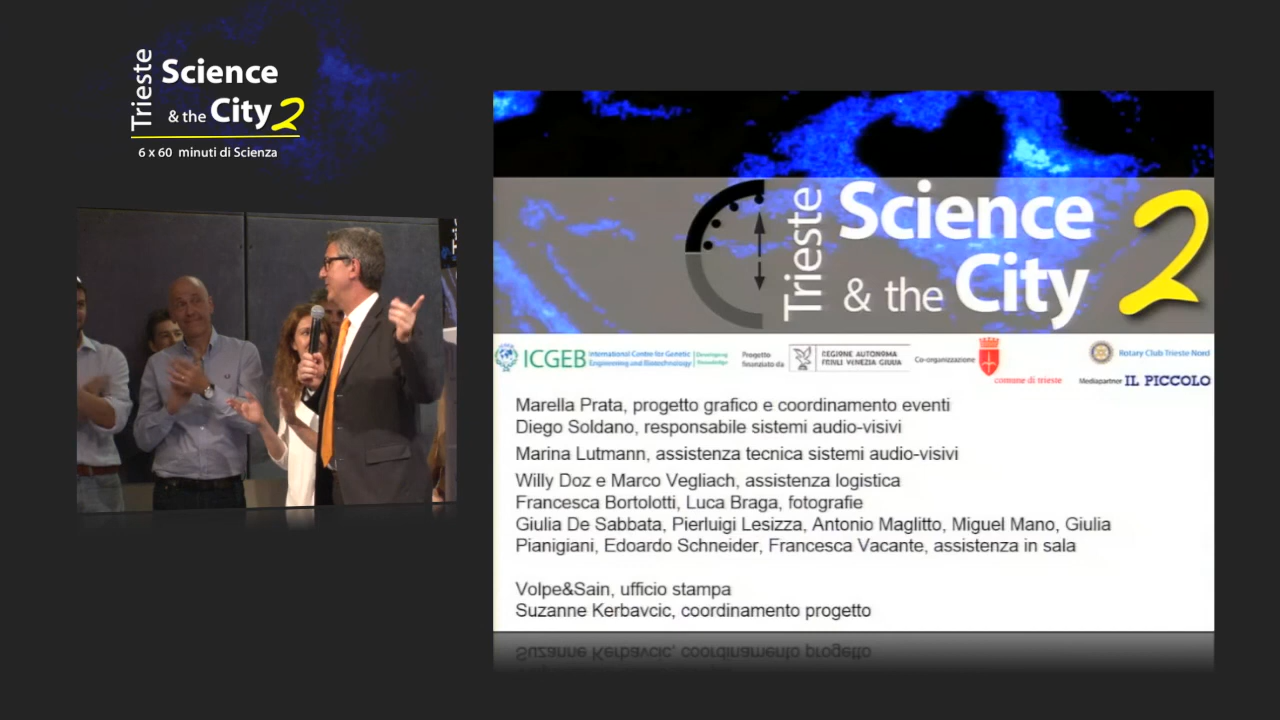 Trieste
Science
& the City 2
6 x 60 minuti di Scienza
Trieste
Science
& the City 2
ICGEB International Centre for Genetic Engineering and Biotechnology Developing Knowledge
Progetto finanziato da
REGIONE AUTONOMA FRIULI VENEZIA GIULIA
Co-organizzazione
comune di trieste
Rotary Club Trieste Nord
Mediapartner IL PICCOLO
Marella Prata, progetto grafico e coordinamento eventi
Diego Soldano, responsabile sistemi audio-visivi
Marina Lutmann, assistenza tecnica sistemi audio-visivi
Willy Doz e Marco Vegliach, assistenza logistica
Francesca Bortolotti, Luca Braga, fotografie
Giulia De Sabbata, Pierluigi Lesizza, Antonio Maglitto, Miguel Mano, Giulia
Pianigiani, Edoardo Schneider, Francesca Vacante, assistenza in sala
Volpe&Sain, ufficio stampa
Suzanne Kerbavcic, coordinamento progetto